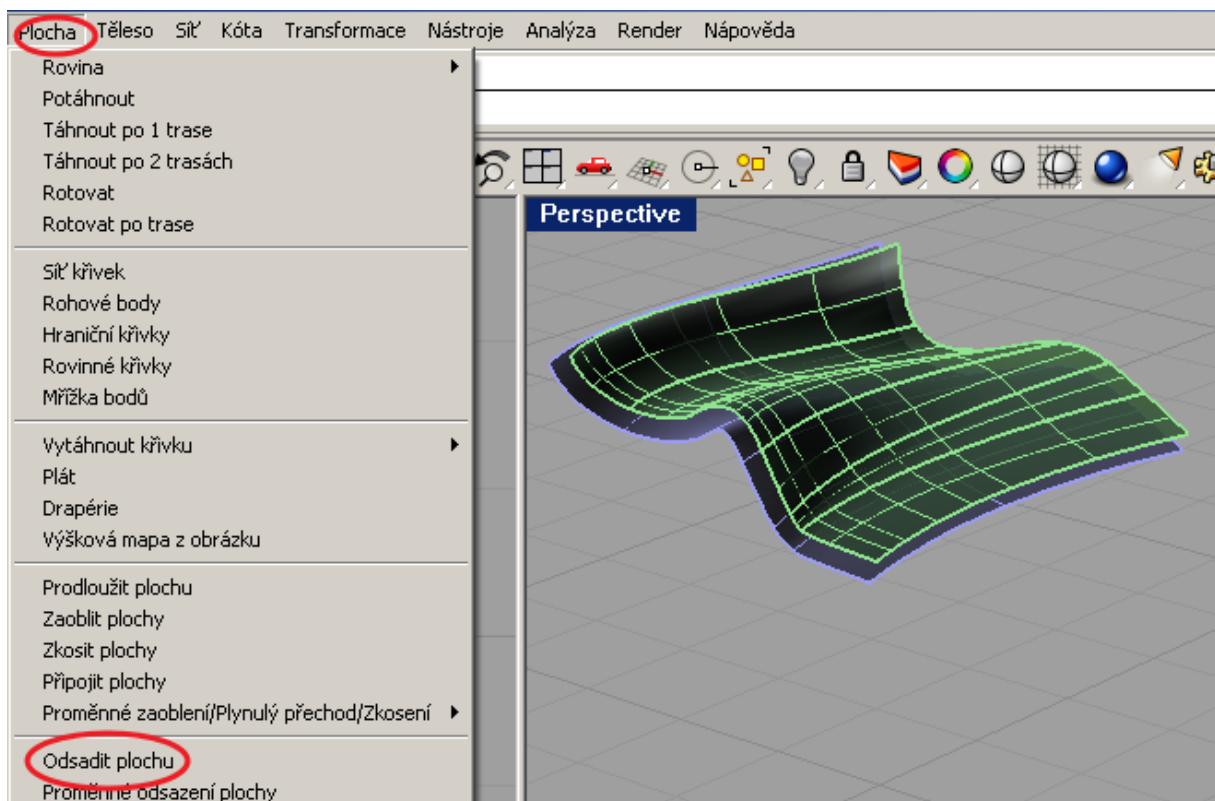 Plocha Těleso Síť Kóta Transformace Nástroje Analýza Render Nápověda
Rovina
Potáhnout
Táhnout po 1 trase
Táhnout po 2 trasách
Rotovat
Rotovat po trase
Síť křivek
Rohové body
Hraniční křivky
Rovinné křivky
Mřížka bodů
Vytáhnout křivku
Plát
Drapérie
Výšková mapa z obrázku
Prodloužit plochu
Zaoblit plochy
Zkosit plochy
Připojit plochy
Proměnné zaoblení/Plynulý přechod/Zkosení
Odsadit plochu
Proměnné odsazení plochy
Perspective